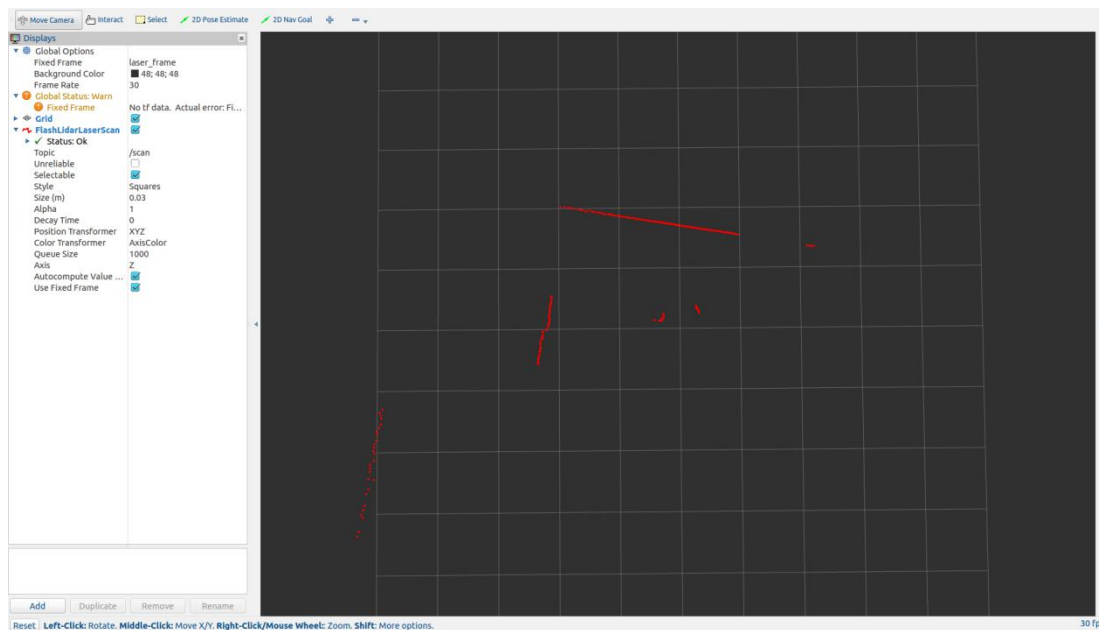 Move Camera Interact Select 2D Pose Estimate 2D Nav Goal
Displays
Global Options
Fixed Frame laser_frame
Background Color 48; 48; 48
Frame Rate 30
Global Status: Warn
Fixed Frame No tf data. Actual error: Fi...
Grid
FlashLidarLaserScan
Status: Ok
Topic /scan
Unreliable
Selectable
Style Squares
Size (m) 0.03
Alpha 1
Decay Time 0
Position Transformer XYZ
Color Transformer AxisColor
Queue Size 1000
Axis Z
Autocompute Value ...
Use Fixed Frame
Add Duplicate Remove Rename
Reset Left-Click: Rotate. Middle-Click: Move X/Y. Right-Click/Mouse Wheel: Zoom. Shift: More options. 30 fp